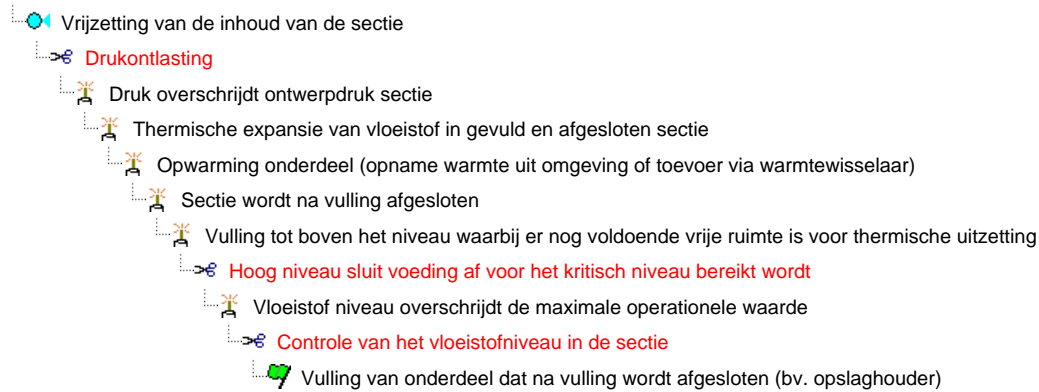 Vrijzetting van de inhoud van de sectie
Drukontlasting
Druk overschrijdt ontwerpdruk sectie
Thermische expansie van vloeistof in gevuld en afgesloten sectie
Opwarming onderdeel (opname warmte uit omgeving of toevoer via warmtewisselaar)
Sectie wordt na vulling afgesloten
Vulling tot boven het niveau waarbij er nog voldoende vrije ruimte is voor thermische uitzetting
Hoog niveau sluit voeding af voor het kritisch niveau bereikt wordt
Vloeistof niveau overschrijdt de maximale operationele waarde
Controle van het vloeistofniveau in de sectie
Vulling van onderdeel dat na vulling wordt afgesloten (bv. opslaghouder)